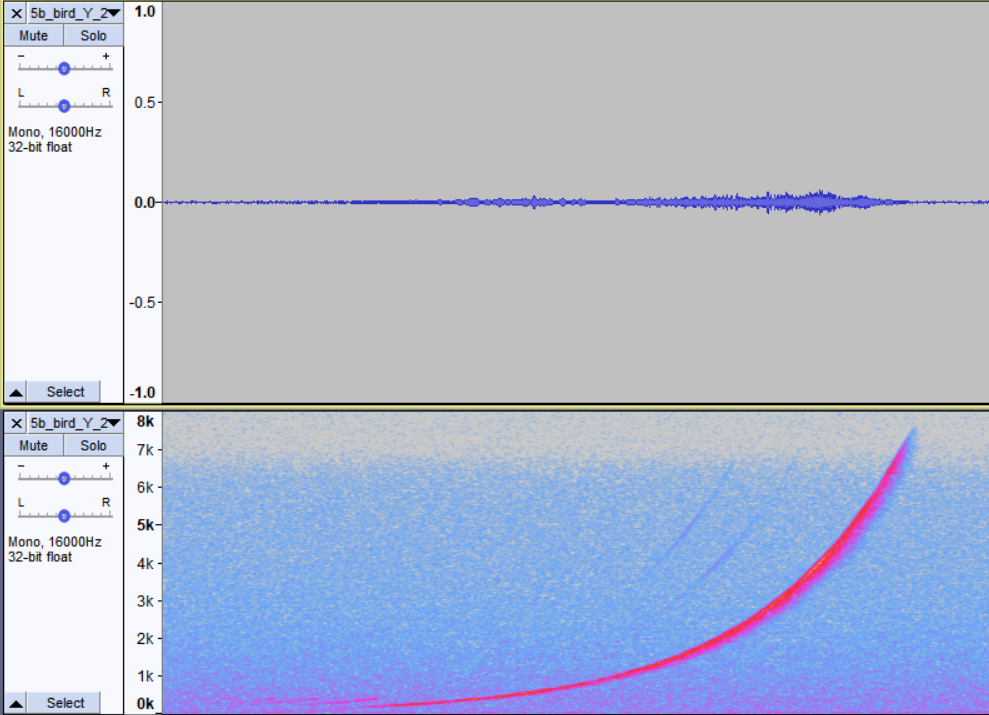 5b_bird_Y_2
1.0
Mute Solo
- +
0.5
L R
Mono, 16000Hz
32-bit float
0.0
-0.5
Select
-1.0
5b_bird_Y_2
8k
Mute Solo
7k
- +
6k
L R
5k
Mono, 16000Hz
32-bit float
4k
3k
2k
1k
Select
0k